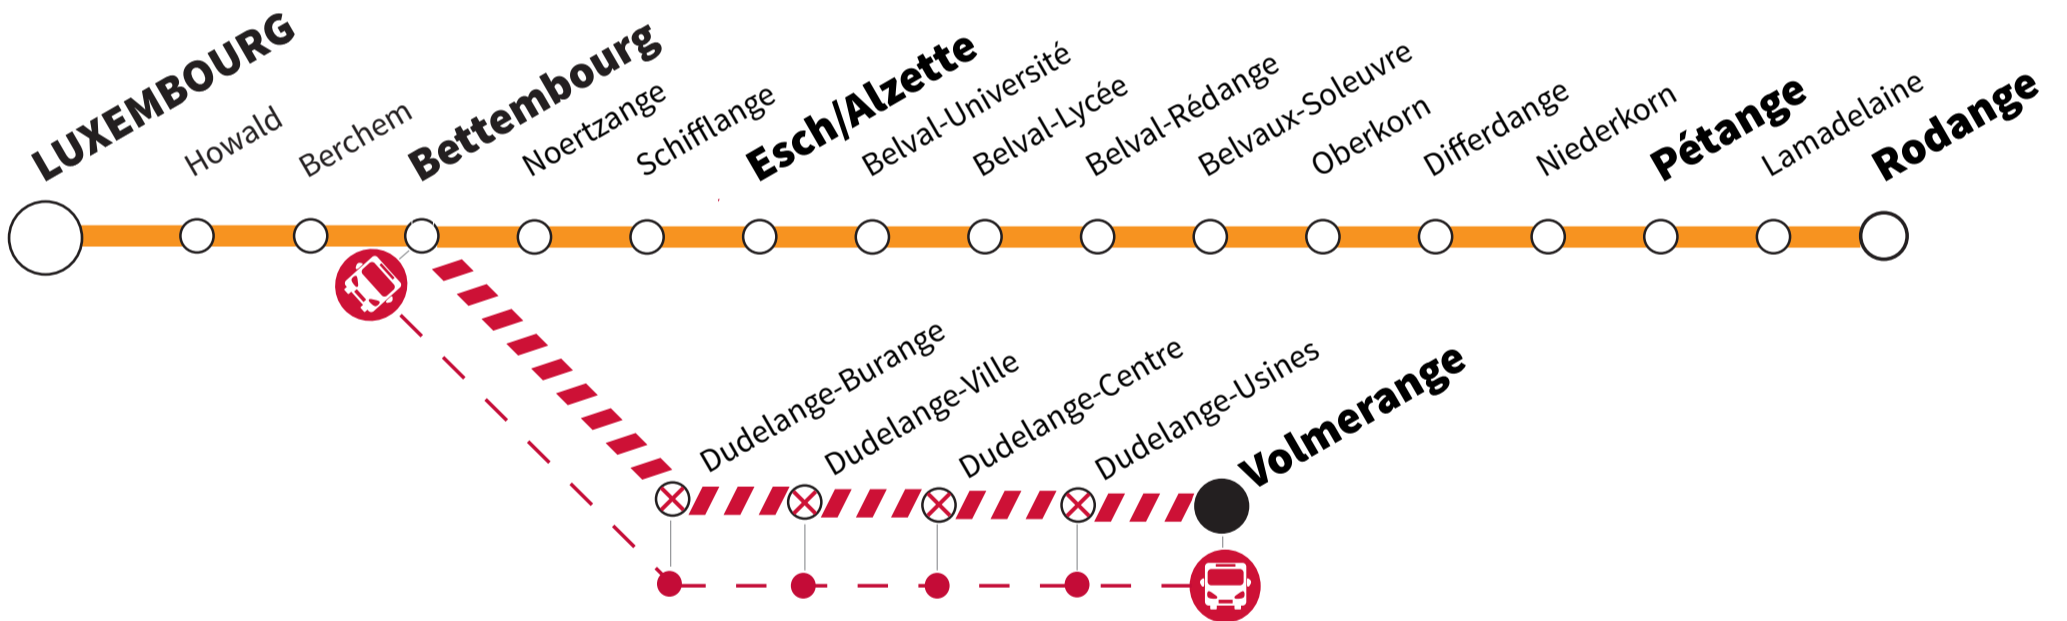 LUXEMBOURG
Howald
Berchem
Bettembourg
Noertzange
Schifflange
Esch/Alzette
Belval-Université
Belval-Lycée
Belval-Rédange
Belvaux-Soleuvre
Oberkorn
Differdange
Niederkorn
Pétange
Lamadelaine
Rodange
Dudelange-Burange
Dudelange-Ville
Dudelange-Centre
Dudelange-Usines
Volmerange